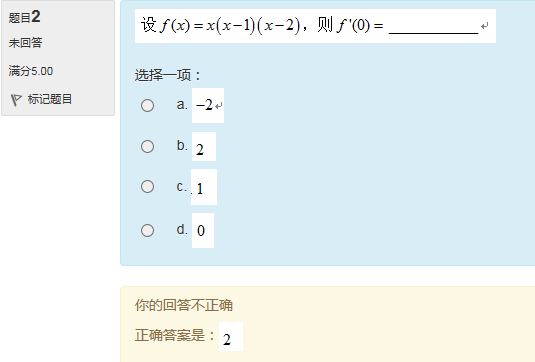 题目2
未回答
满分5.00
标记题目
设 f(x) = x(x−1)(x−2)，则 f'(0) = ___________ ↵
选择一项：
a. −2↵
b. 2
c. 1
d. 0
你的回答不正确
正确答案是：2